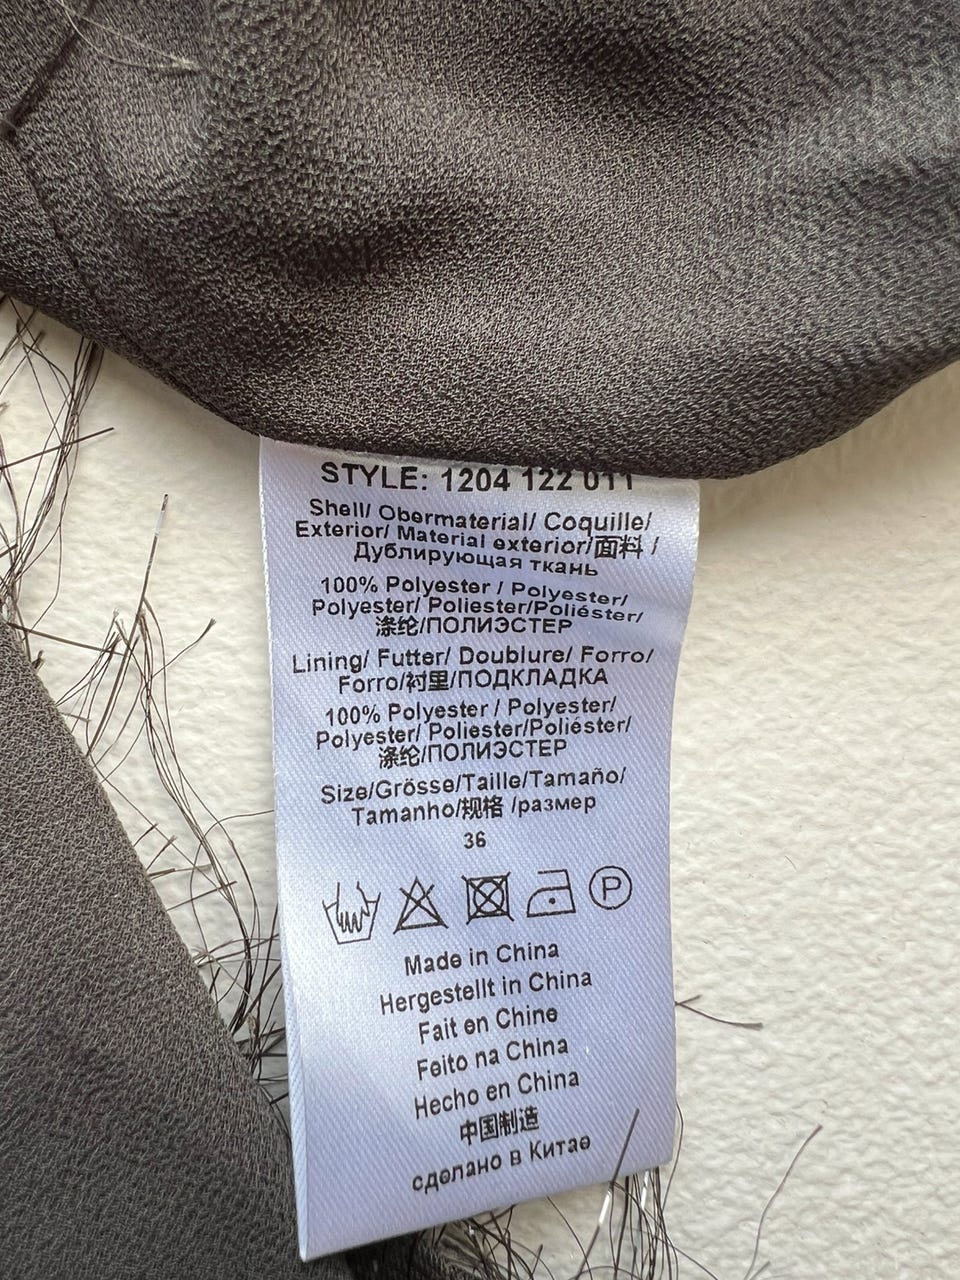 STYLE: 1204 122 011
Shell/ Obermaterial/ Coquille/
Exterior/ Material exterior/面料 /
Дублирующая ткань
100% Polyester / Polyester/
Polyester/ Poliester/Poliéster/
涤纶/ПОЛИЭСТЕР
Lining/ Futter/ Doublure/ Forro/
Forro/衬里/ПОДКЛАДКА
100% Polyester / Polyester/
Polyester/ Poliester/Poliéster/
涤纶/ПОЛИЭСТЕР
Size/Grösse/Taille/Tamaño/
Tamanho/规格 /размер
36
P
Made in China
Hergestellt in China
Fait en Chine
Feito na China
Hecho en China
中国制造
сделано в Китае